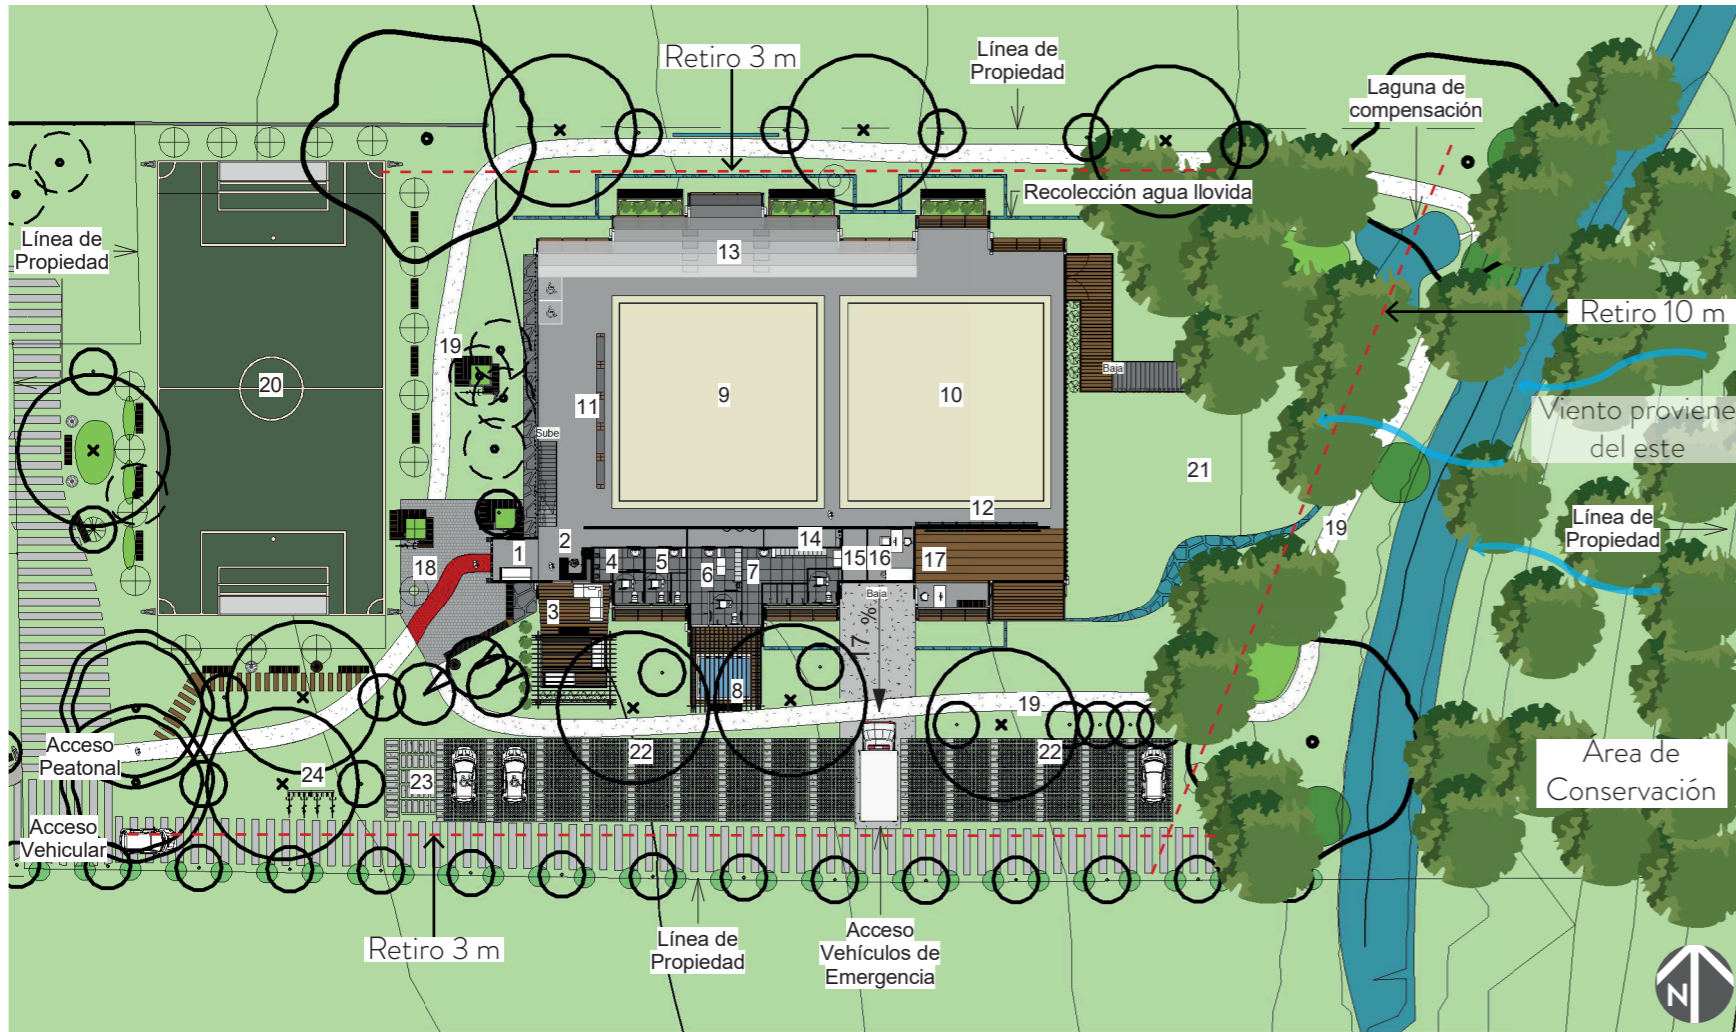 Retiro 3 m
Línea de
Propiedad
Laguna de
compensación
Recolección agua llovida
Línea de
Propiedad
13
Retiro 10 m
19
20
11
9
10
Baja
Viento proviene
del este
Sube
21
12
19
Línea de
Propiedad
1
2
14
4
5
6
7
15
16
17
18
3
Baja
17 %
8
19
Acceso
Peatonal
24
22
22
23
Área de
Conservación
Acceso
Vehicular
Retiro 3 m
Línea de
Propiedad
Acceso
Vehículos de
Emergencia
N